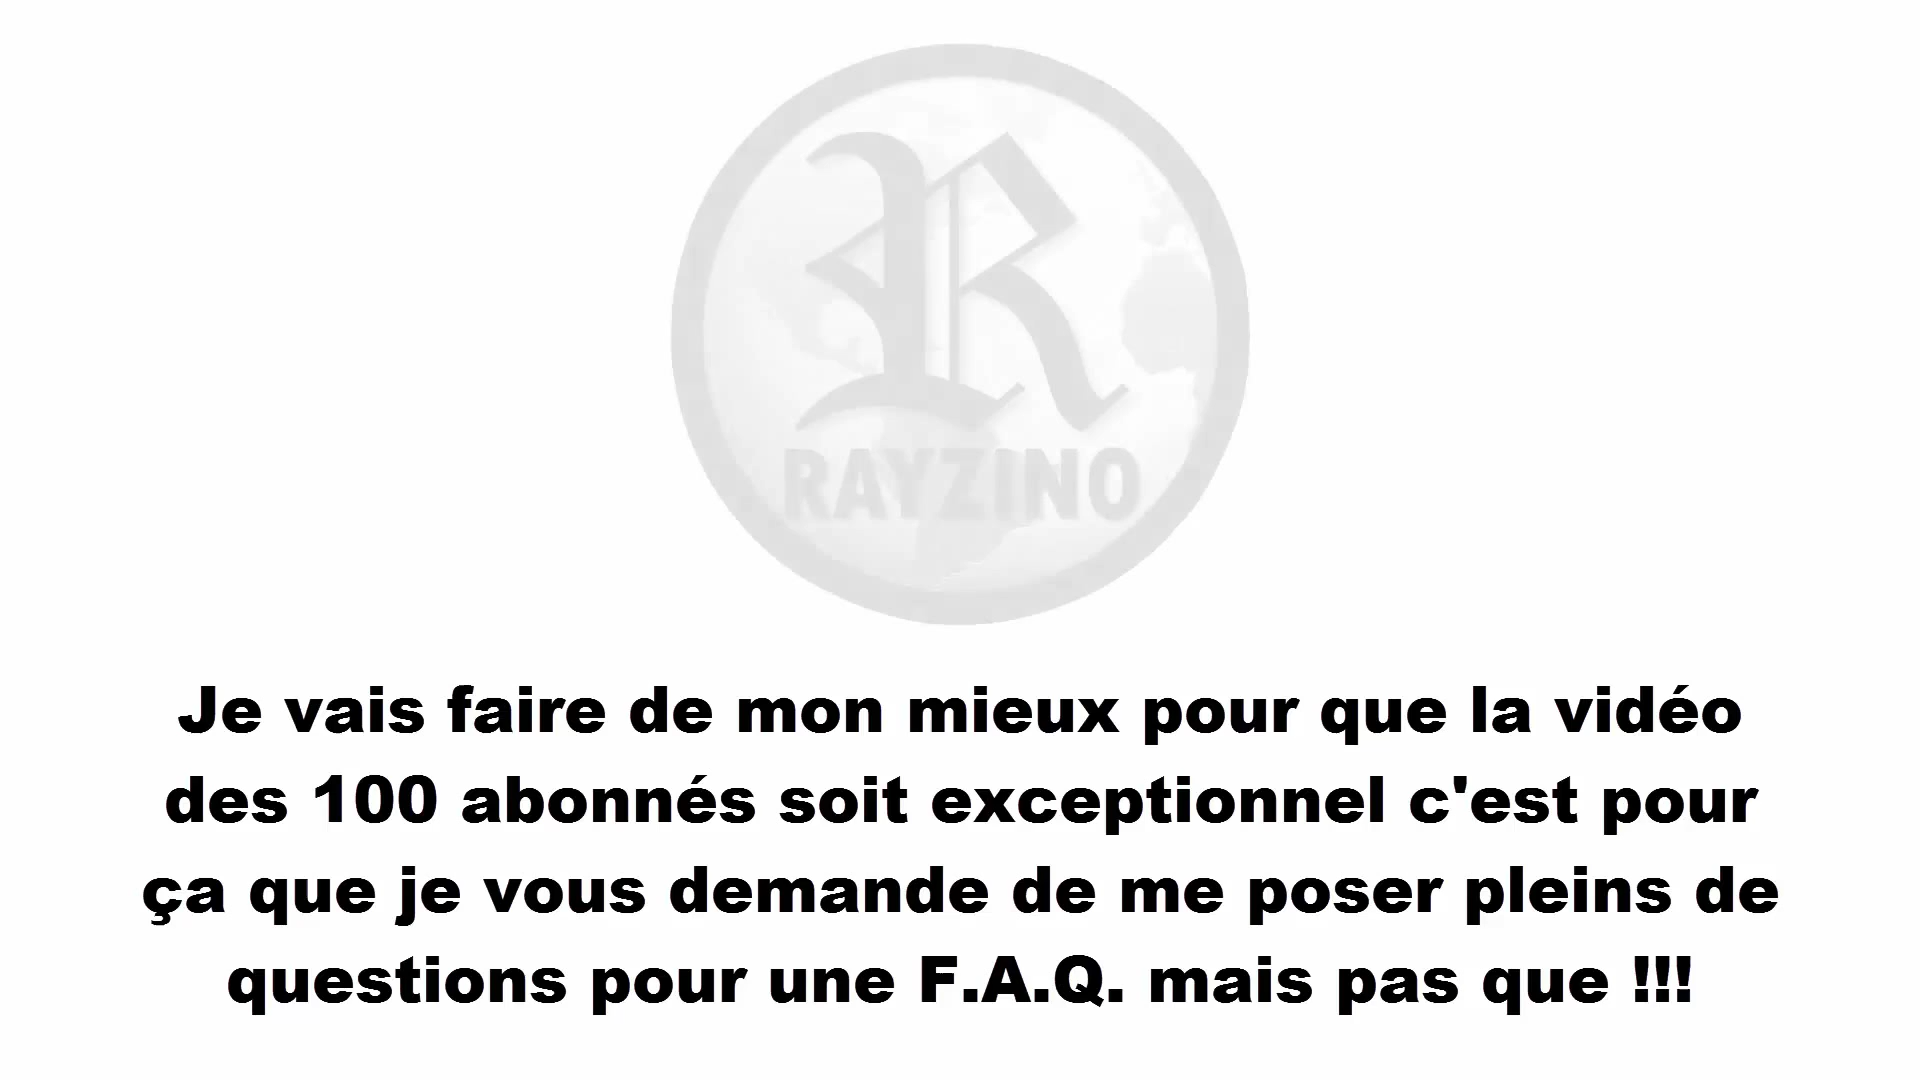 R
RAYZINO
Je vais faire de mon mieux pour que la vidéo
des 100 abonnés soit exceptionnel c'est pour
ça que je vous demande de me poser pleins de
questions pour une F.A.Q. mais pas que !!!